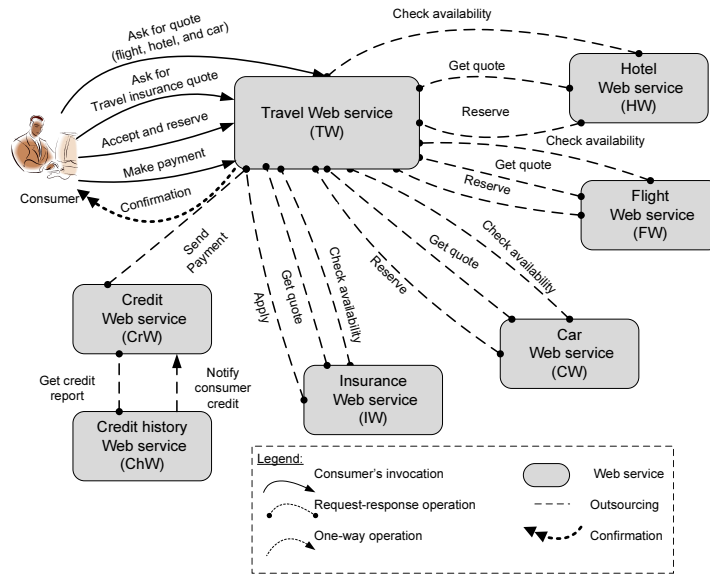 Check availability
Ask for quote
(flight, hotel, and car)
Ask for
Travel insurance quote
Accept and reserve
Make payment
Confirmation
Consumer
Travel Web service
(TW)
Get quote
Reserve
Hotel
Web service
(HW)
Check availability
Get quote
Reserve
Flight
Web service
(FW)
Send
Payment
Apply
Get quote
Check availability
Reserve
Get quote
Check availability
Credit
Web service
(CrW)
Car
Web service
(CW)
Get credit
report
Notify
consumer
credit
Insurance
Web service
(IW)
Credit history
Web service
(ChW)
Legend:
Consumer's invocation
Request-response operation
One-way operation
Web service
Outsourcing
Confirmation